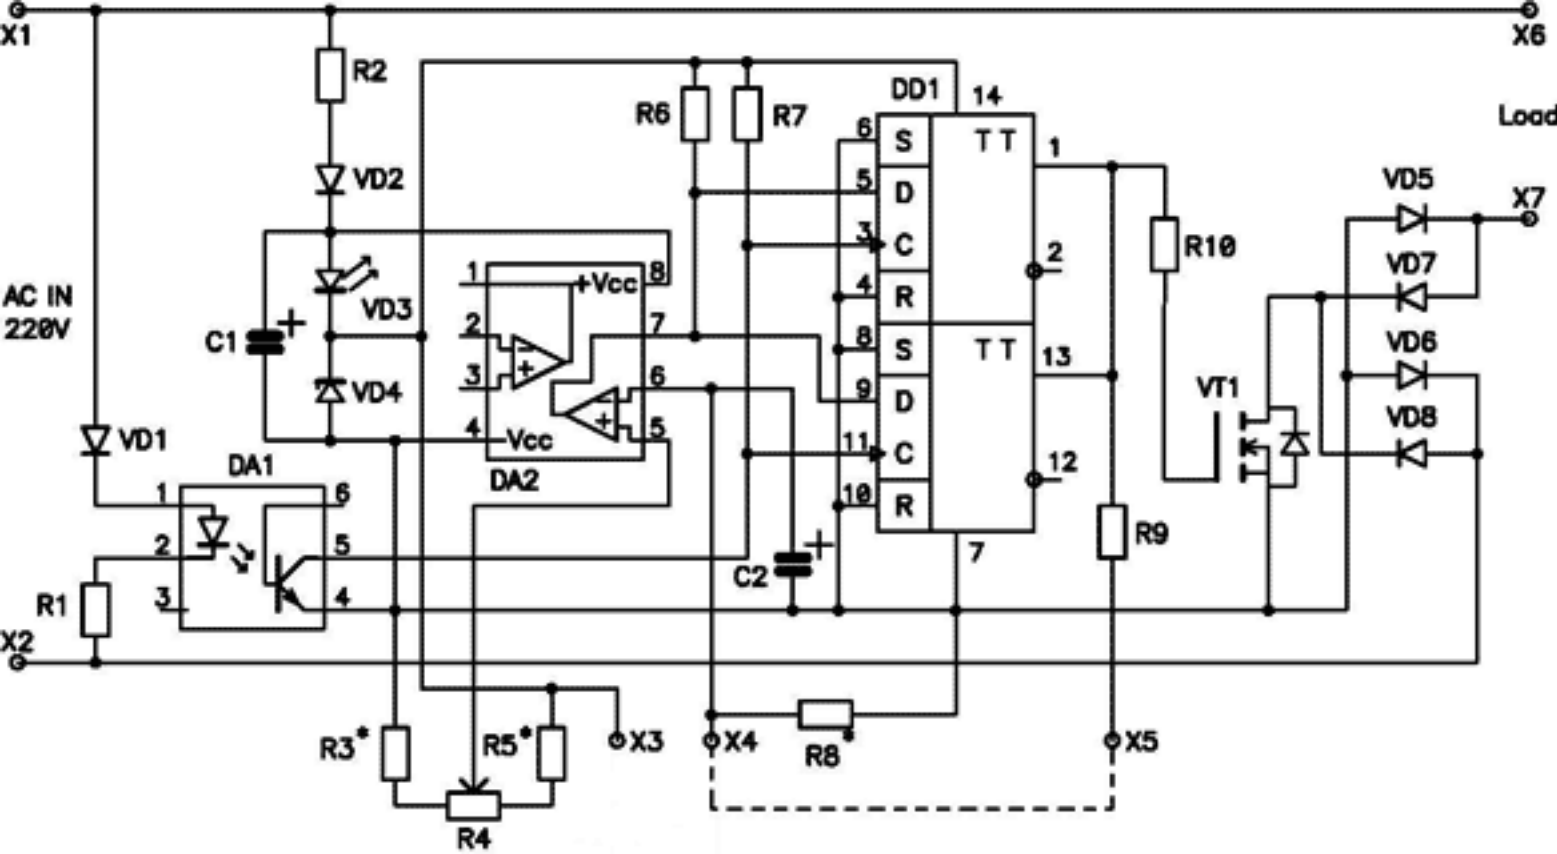 X1
X6
R2
DD1
14
R6
R7
Load
6
S
TT
1
5
D
VD5
X7
VD2
3
C
2
R10
VD7
AC IN
220V
1
+Vcc
8
4
R
VD3
2
7
8
S
TT
13
VD6
C1
+
3
6
9
D
VT1
VD8
VD4
VD1
4
-Vcc
5
11
C
12
DA1
DA2
10
R
1
6
2
5
+
R9
7
C2
R1
3
4
X2
R3*
R5*
X3
X4
R8*
X5
R4